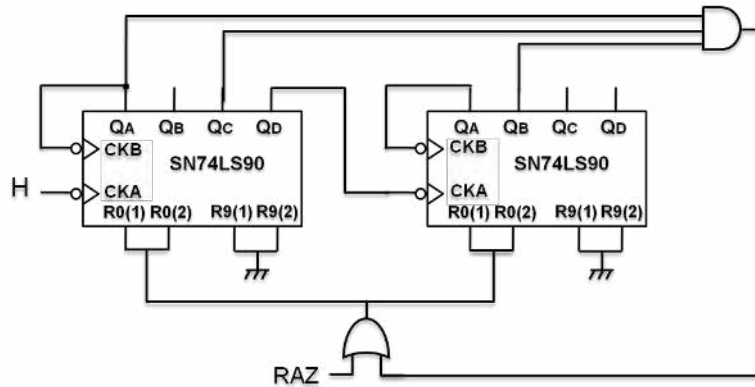 QA QB QC QD
QA QB QC QD
CKB
SN74LS90
CKB
SN74LS90
H
CKA
CKA
R0(1) R0(2) R9(1) R9(2)
R0(1) R0(2) R9(1) R9(2)
RAZ